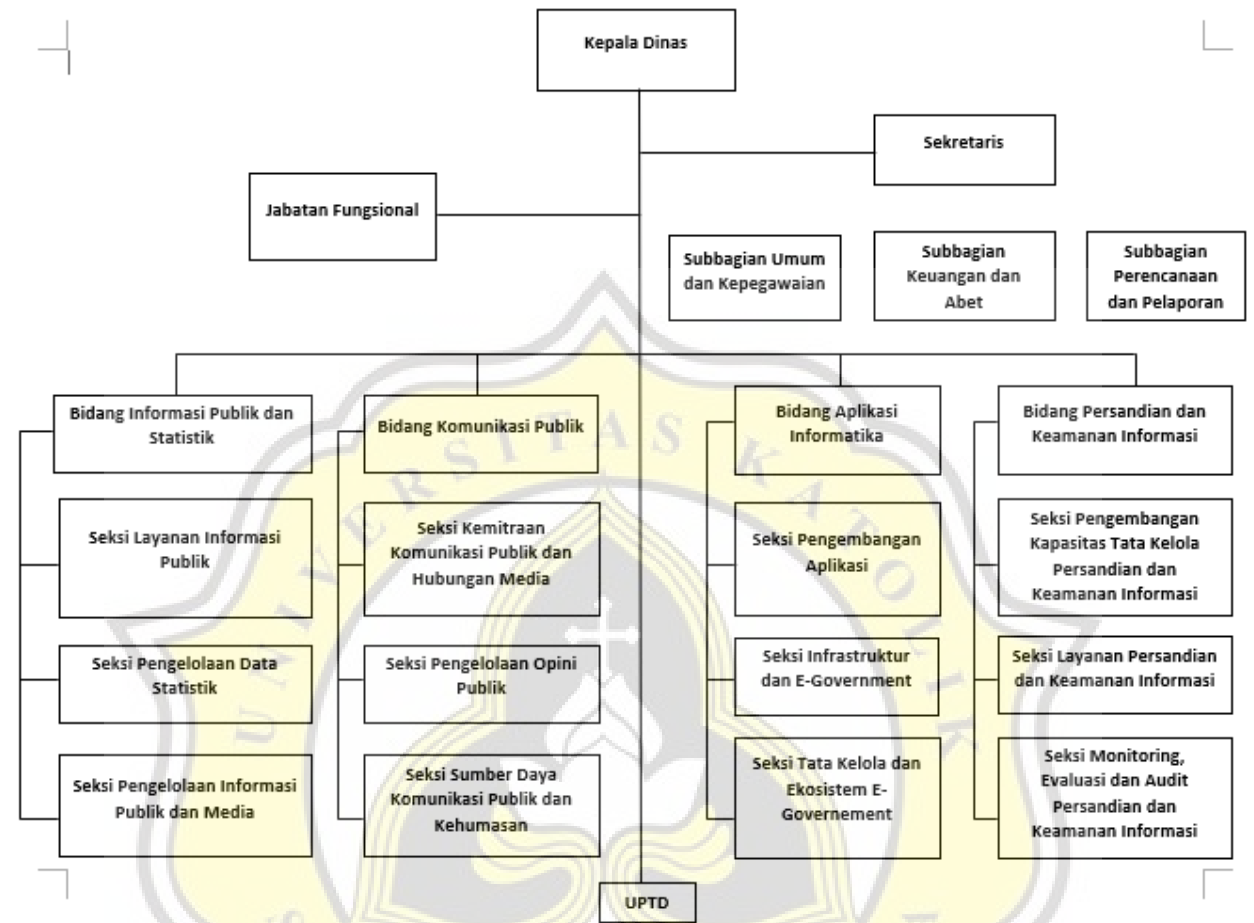 Kepala Dinas
Sekretaris
Jabatan Fungsional
Subbagian Umum
dan Kepegawaian
Subbagian
Keuangan dan
Abet
Subbagian
Perencanaan
dan Pelaporan
Bidang Informasi Publik dan
Statistik
Bidang Komunikasi Publik
Bidang Aplikasi
Informatika
Bidang Persandian dan
Keamanan Informasi
Seksi Layanan Informasi
Publik
Seksi Kemitraan
Komunikasi Publik dan
Hubungan Media
Seksi Pengembangan
Aplikasi
Seksi Pengembangan
Kapasitas Tata Kelola
Persandian dan
Keamanan Informasi
Seksi Pengelolaan Data
Statistik
Seksi Pengelolaan Opini
Publik
Seksi Infrastruktur
dan E-Government
Seksi Layanan Persandian
dan Keamanan Informasi
Seksi Pengelolaan Informasi
Publik dan Media
Seksi Sumber Daya
Komunikasi Publik dan
Kehumasan
Seksi Tata Kelola dan
Ekosistem E-
Governement
Seksi Monitoring,
Evaluasi dan Audit
Persandian dan
Keamanan Informasi
UPTD
UNIVERSITAS KATOLIK